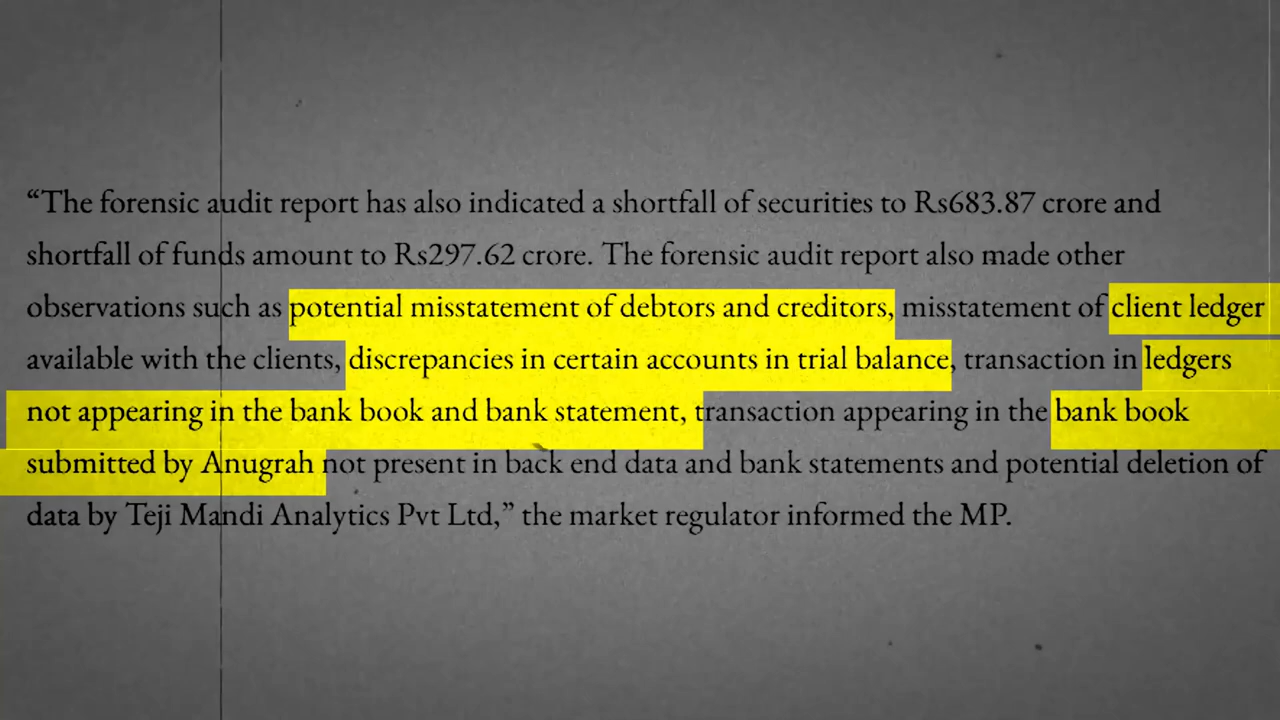 “The forensic audit report has also indicated a shortfall of securities to Rs683.87 crore and
shortfall of funds amount to Rs297.62 crore. The forensic audit report also made other
observations such as potential misstatement of debtors and creditors, misstatement of client ledger
available with the clients, discrepancies in certain accounts in trial balance, transaction in ledgers
not appearing in the bank book and bank statement, transaction appearing in the bank book
submitted by Anugrah not present in back end data and bank statements and potential deletion of
data by Teji Mandi Analytics Pvt Ltd,” the market regulator informed the MP.